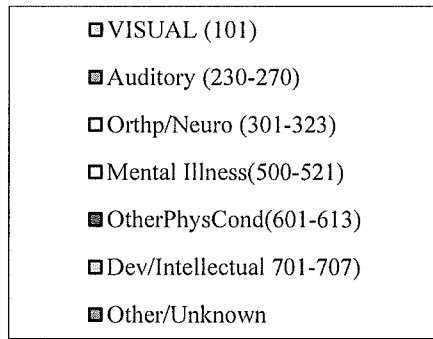 VISUAL (101)
Auditory (230-270)
Orthp/Neuro (301-323)
Mental Illness(500-521)
OtherPhysCond(601-613)
Dev/Intellectual 701-707)
Other/Unknown